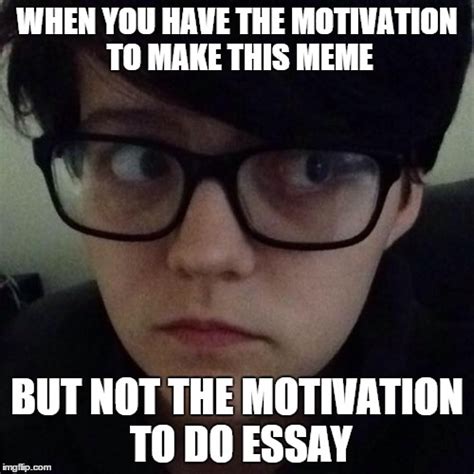 WHEN YOU HAVE THE MOTIVATION
TO MAKE THIS MEME
BUT NOT THE MOTIVATION
TO DO ESSAY
imgflip.com